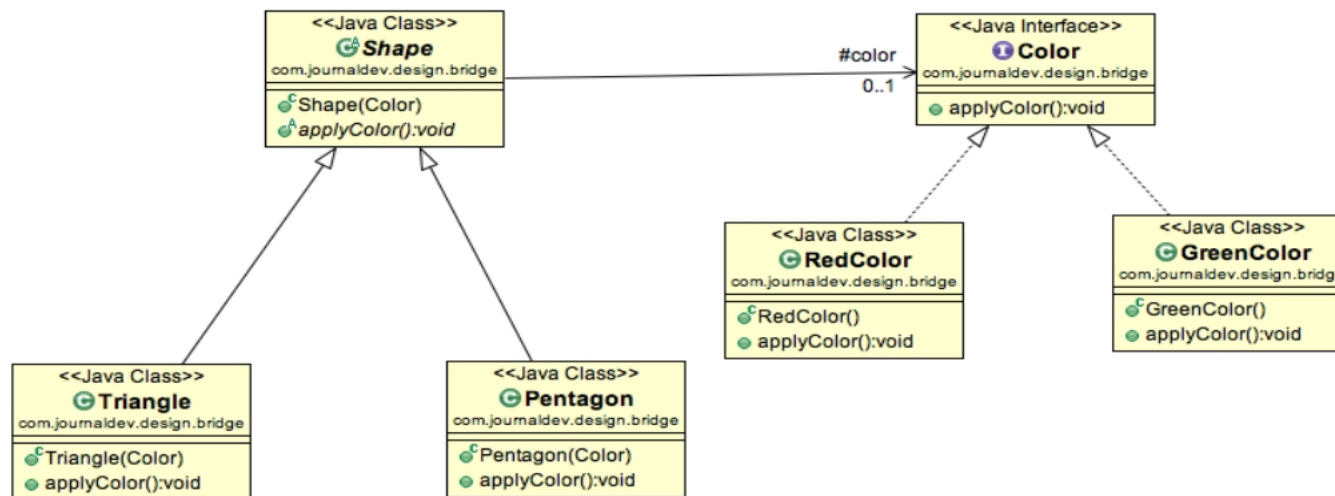 <<Java Class>>
Shape
com.journaldev.design.bridge
Shape(Color)
applyColor():void
#color
0..1
<<Java Interface>>
Color
com.journaldev.design.bridge
applyColor():void
<<Java Class>>
RedColor
com.journaldev.design.bridge
RedColor()
applyColor():void
<<Java Class>>
GreenColor
com.journaldev.design.bridg
GreenColor()
applyColor():void
<<Java Class>>
Triangle
com.journaldev.design.bridge
Triangle(Color)
applyColor():void
<<Java Class>>
Pentagon
com.journaldev.design.bridge
Pentagon(Color)
applyColor():void